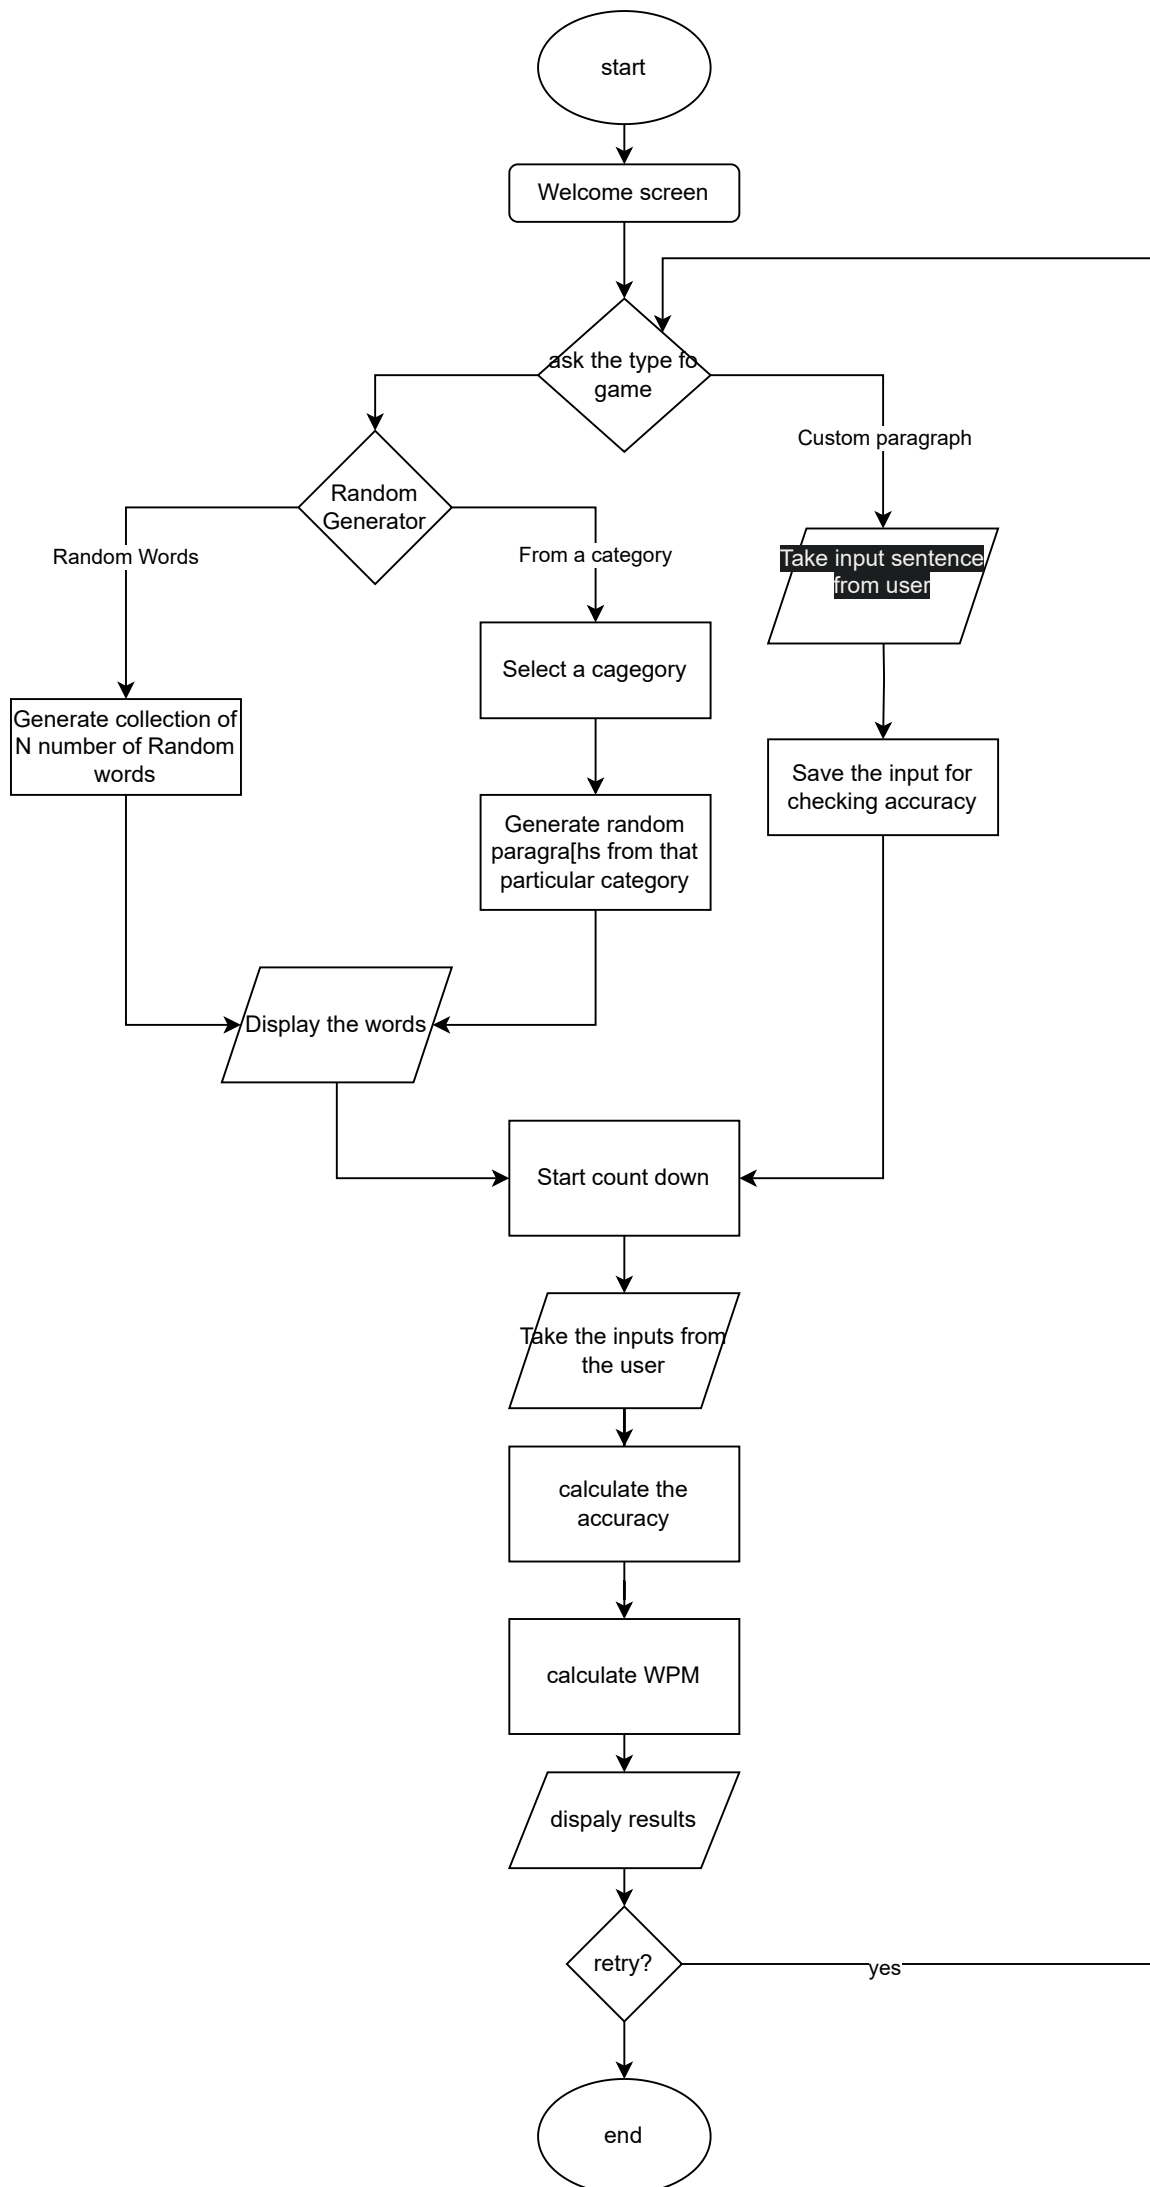 start
Welcome screen
ask the type fo
game
Custom paragraph
Random
Generator
Random Words
From a category
Take input sentence
from user
Select a cagegory
Generate collection of
N number of Random
words
Save the input for
checking accuracy
Generate random
paragra[hs from that
particular category
Display the words
Start count down
Take the inputs from
the user
calculate the
accuracy
calculate WPM
dispaly results
retry?
yes
end